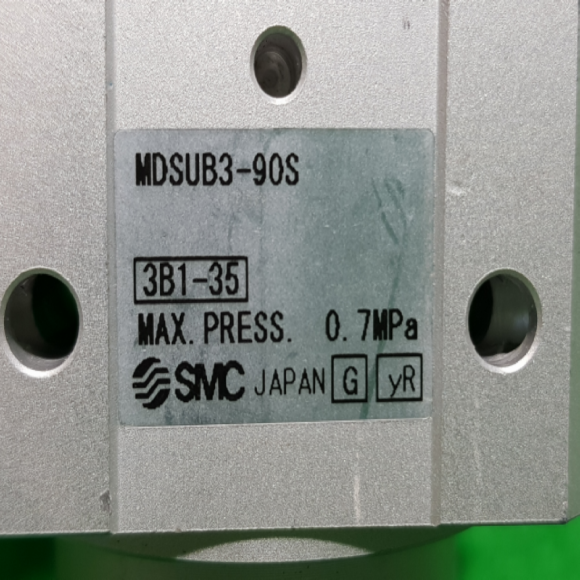 MDSUB3-90S
3B1-35
MAX. PRESS. 0.7MPa
SMC JAPAN G yR